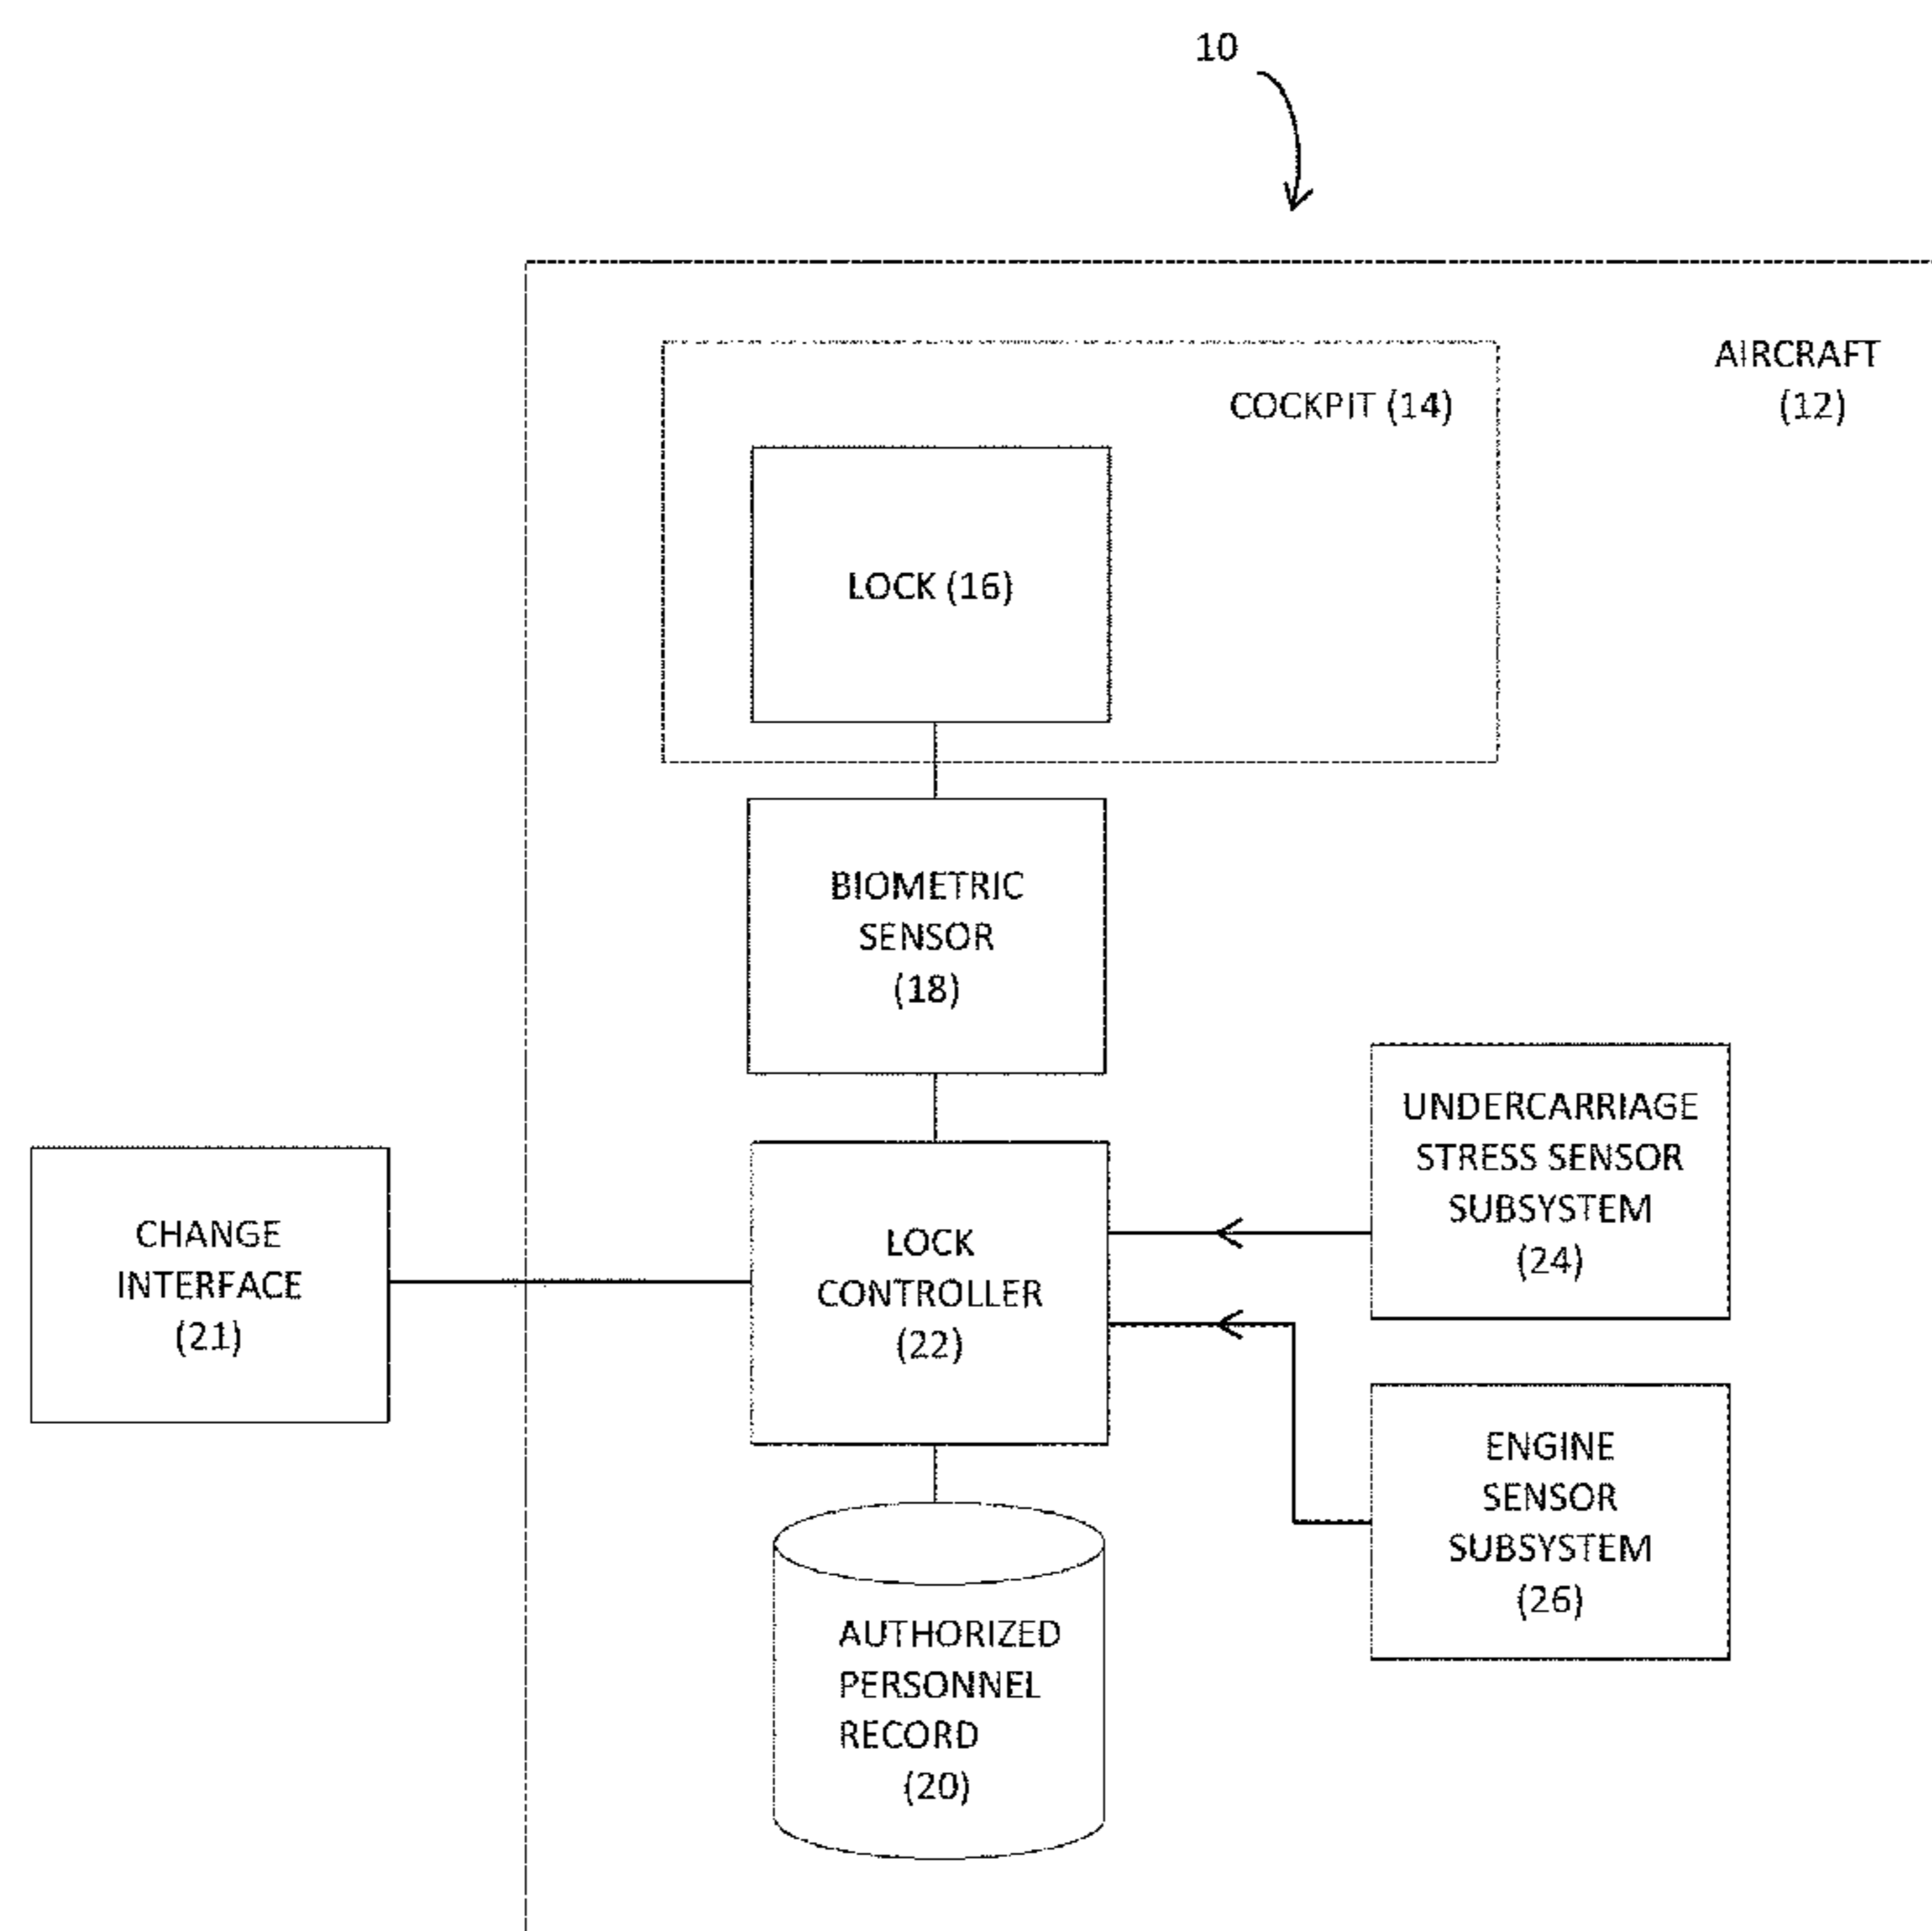 10
AIRCRAFT
(12)
COCKPIT (14)
LOCK (16)
BIOMETRIC
SENSOR
(18)
UNDERCARRIAGE
STRESS SENSOR
SUBSYSTEM
(24)
CHANGE
INTERFACE
(21)
LOCK
CONTROLLER
(22)
ENGINE
SENSOR
SUBSYSTEM
(26)
AUTHORIZED
PERSONNEL
RECORD
(20)